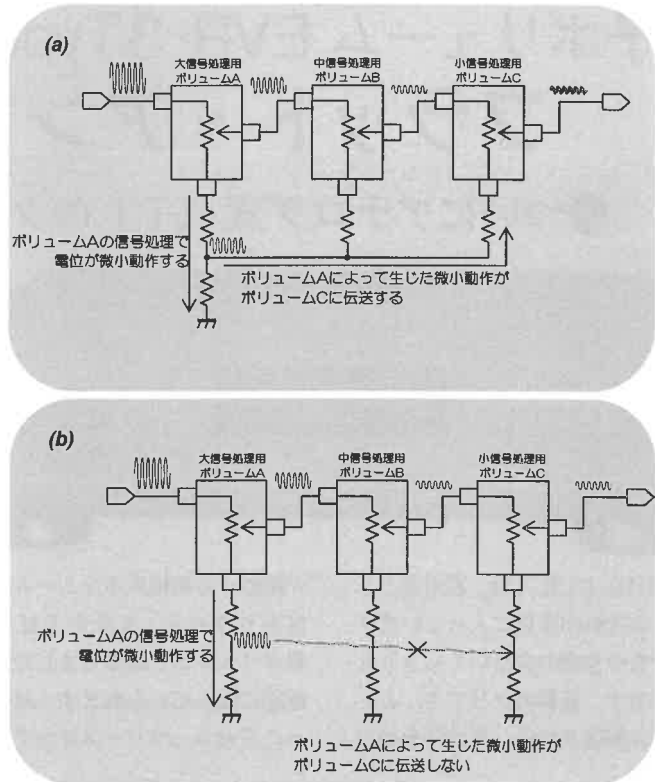 (a)
大信号処理用
ボリュームA
中信号処理用
ボリュームB
小信号処理用
ボリュームC
ボリュームAの信号処理で
電位が微小動作する
ボリュームAによって生じた微小動作が
ボリュームCに伝送する
(b)
大信号処理用
ボリュームA
中信号処理用
ボリュームB
小信号処理用
ボリュームC
ボリュームAの信号処理で
電位が微小動作する
ボリュームAによって生じた微小動作が
ボリュームCに伝送しない